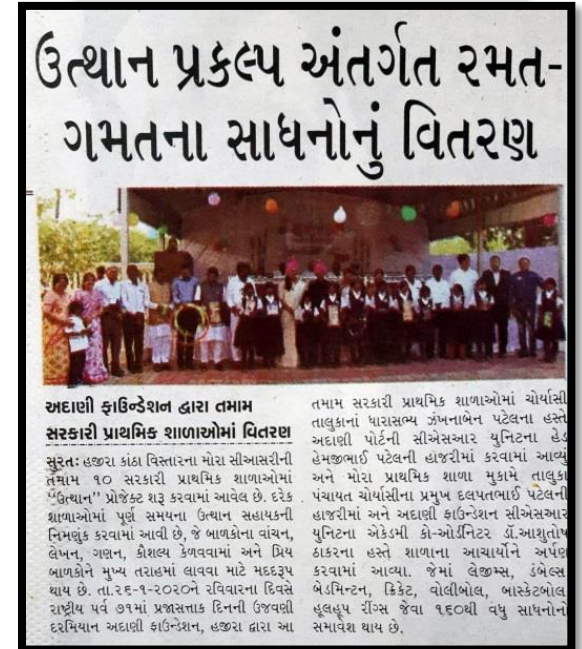 ઉત્થાન પ્રકલ્પ અંતર્ગત રમત-
ગમતના સાધનોનું વિતરણ
અદાણી ફાઉન્ડેશન દ્વારા તમામ
સરકારી પ્રાથમિક શાળાઓમાં વિતરણ
સુરત: હજીરા કાંઠા વિસ્તારના મોરા સીઆરસીની
તમામ ૧૦ સરકારી પ્રાથમિક શાળાઓમાં
"ઉત્થાન" પ્રોજેક્ટ શરૂ કરવામાં આવેલ છે. દરેક
શાળાઓમાં પૂર્ણ સમયના ઉત્થાન સહાયકની
નિમણૂંક કરવામાં આવી છે, જે બાળકોના વાંચન,
લેખન, ગણન, કૌશલ્ય કેળવવામાં અને પ્રિય
બાળકોને મુખ્ય તરાહમાં લાવવા માટે મદદરૂપ
થાય છે. તા.૨૬-૧-૨૦૨૦ને રવિવારના દિવસે
રાષ્ટ્રીય પર્વ ૭૧માં પ્રજાસત્તાક દિનની ઉજવણી
દરમિયાન અદાણી ફાઉન્ડેશન, હજીરા દ્વારા આ
તમામ સરકારી પ્રાથમિક શાળાઓમાં ચોર્યાસી
તાલુકાનાં ધારાસભ્ય ઝંખનાબેન પટેલના હસ્તે
અદાણી પોર્ટની સીએસઆર યુનિટના હેડ
હેમજીભાઈ પટેલની હાજરીમાં કરવામાં આવ્યું
અને મોરા પ્રાથમિક શાળા મુકામે તાલુકા
પંચાયત ચોર્યાસીના પ્રમુખ દલપતભાઈ પટેલની
હાજરીમાં અને અદાણી ફાઉન્ડેશન સીએસઆર
યુનિટના એકેડમી કો-ઓર્ડીનેટર ડૉ.આશુતોષ
ઠાકરના હસ્તે શાળાના આચાર્યોને અર્પણ
કરવામાં આવ્યા. જેમાં લેજીમ્સ, ડંબેલ્સ
બેડમિન્ટન, ક્રિકેટ, વોલીબોલ, બાસ્કેટબોલ
હૂલહૂપ રીંગ્સ જેવા ૧૬૦થી વધુ સાધનોનો
સમાવેશ થાય છે.